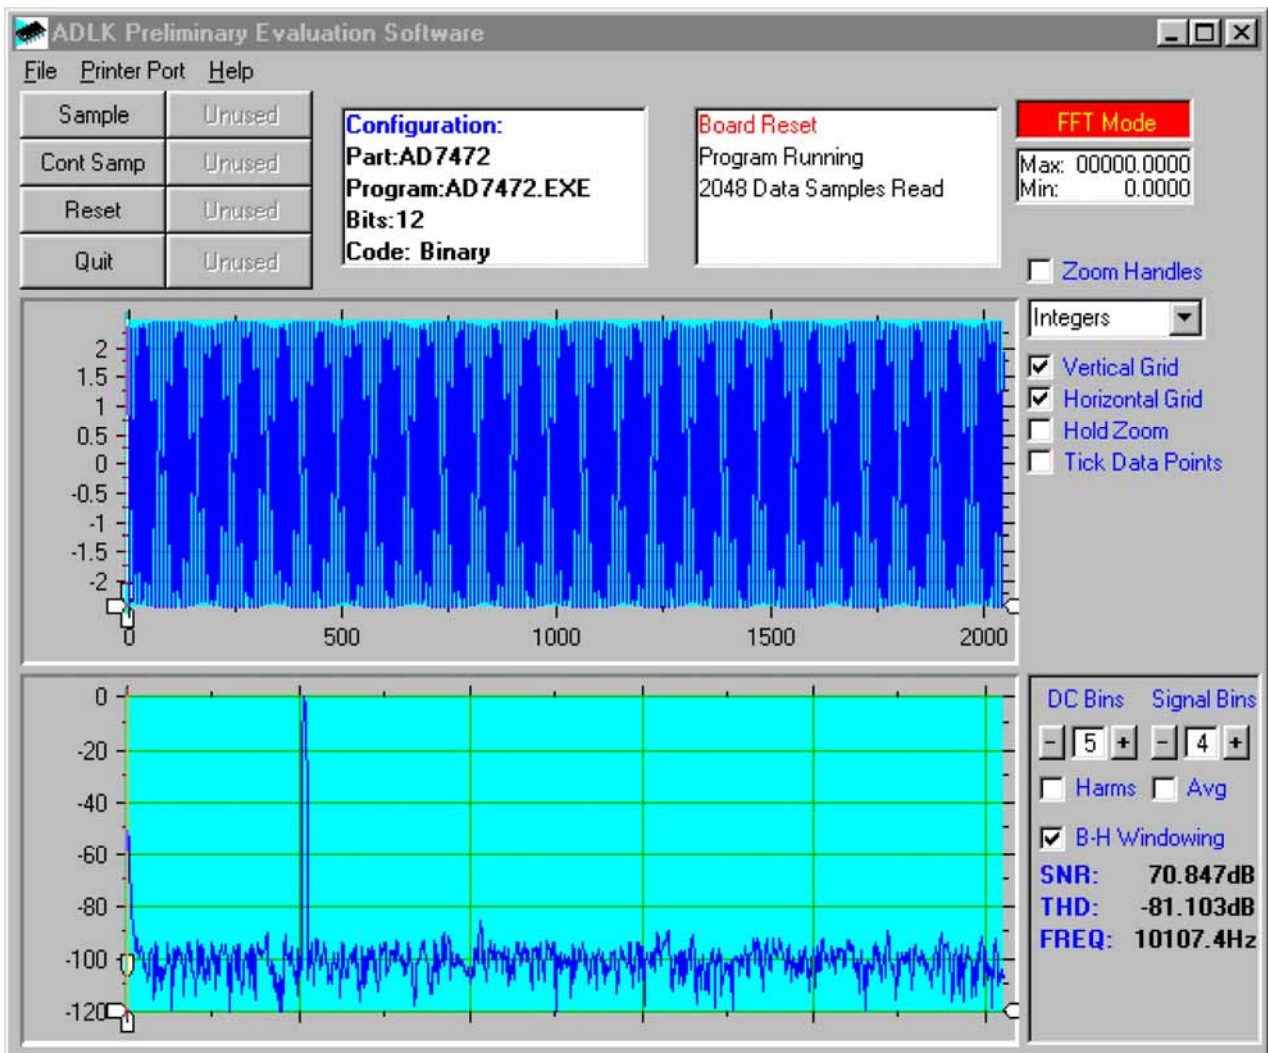 ADLK Preliminary Evaluation Software
File Printer Port Help
Sample Unused
Cont Samp Unused
Reset Unused
Quit Unused
Configuration:
Part:AD7472
Program:AD7472.EXE
Bits:12
Code: Binary
Board Reset
Program Running
2048 Data Samples Read
FFT Mode
Max: 00000.0000
Min: 0.0000
Zoom Handles
Integers
Vertical Grid
Horizontal Grid
Hold Zoom
Tick Data Points
2
1.5
1
0.5
0
-0.5
-1
-1.5
-2
0 500 1000 1500 2000
0
-20
-40
-60
-80
-100
-120
DC Bins Signal Bins
- 5 + - 4 +
Harms Avg
B-H Windowing
SNR: 70.847dB
THD: -81.103dB
FREQ: 10107.4Hz